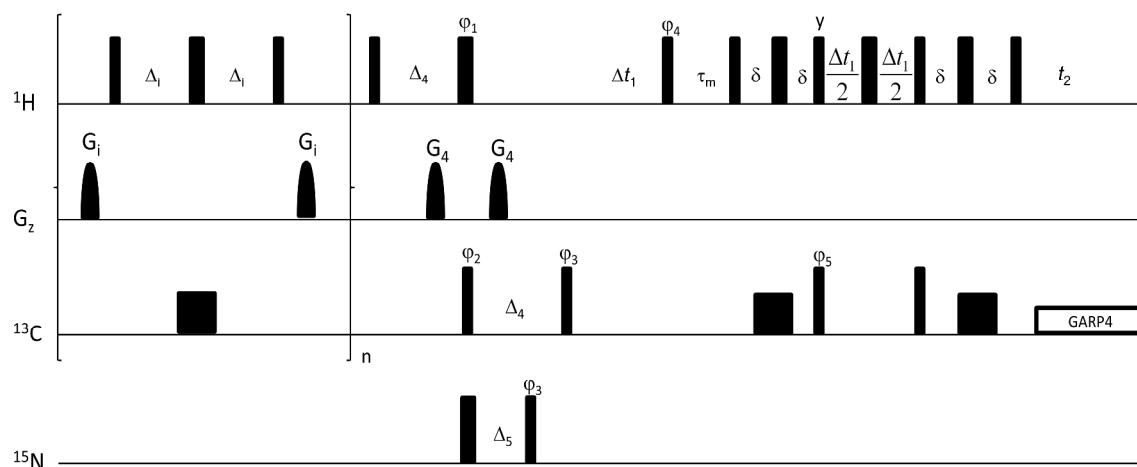 φ₁ φ₄ y
¹H Δᵢ Δᵢ Δ₄ Δt₁ τₘ δ δ Δt₁/2 Δt₁/2 δ δ t₂
Gᵢ Gᵢ G₄ G₄
G_z
φ₂ φ₃ φ₅
Δ₄
¹³C GARP4
n
φ₃
Δ₅
¹⁵N